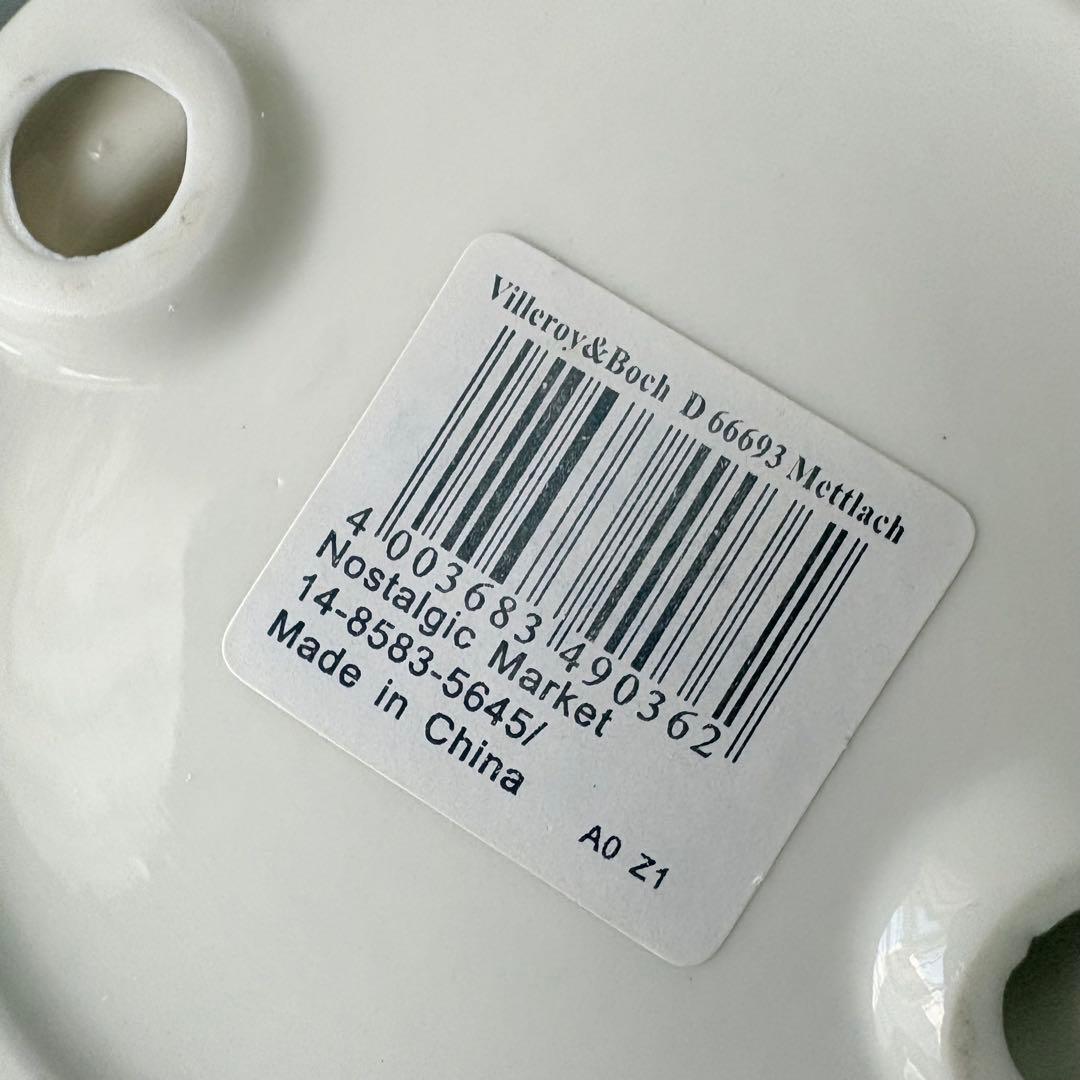 Villeroy&Boch D 66693 Mettlach
4 003683 490362
Nostalgic Market
14-8583-5645/
Made in China
A0 Z1